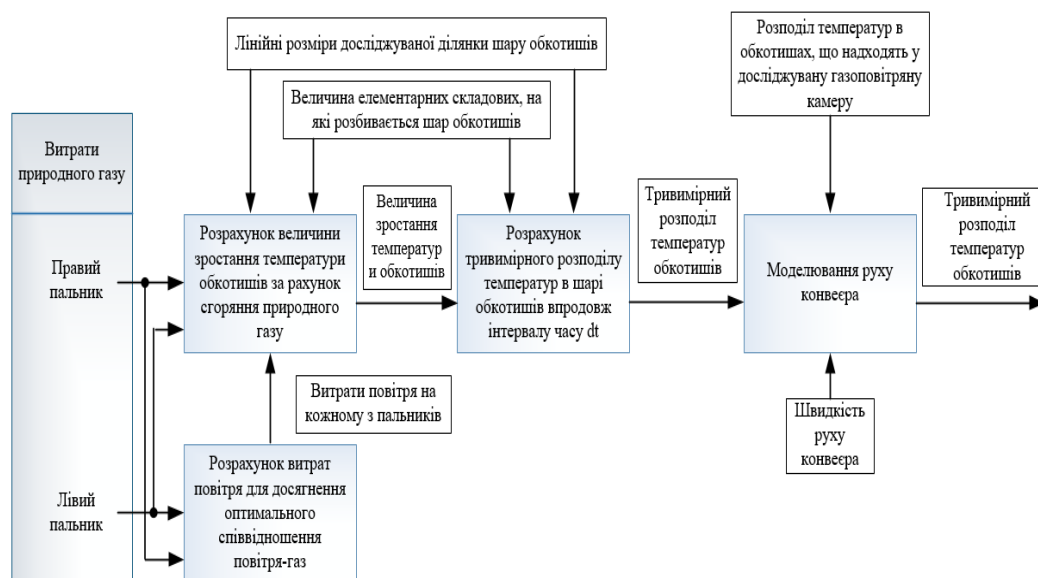 Лінійні розміри досліджуваної ділянки шару обкотишів
Розподіл температур в
обкотишах, що надходять у
досліджувану газоповітряну
камеру
Величина елементарних складових, на
які розбивається шар обкотишів
Витрати
природного газу
Правий
пальник
Лівий
пальник
Розрахунок величини
зростання температури
обкотишів за рахунок
сгоряння природного
газу
Величина
зростання
температур
и обкотишів
Розрахунок
тривимірного розподілу
температур в шарі
обкотишів впродовж
інтервалу часу dt
Тривимірний
розподіл
температур
обкотишів
Моделювання руху
конвеєра
Тривимірний
розподіл
температур
обкотишів
Витрати повітря на
кожному з пальників
Швидкість
руху
конвеєра
Розрахунок витрат
повітря для досягнен
оптимального
співвідношення
повітря-газ